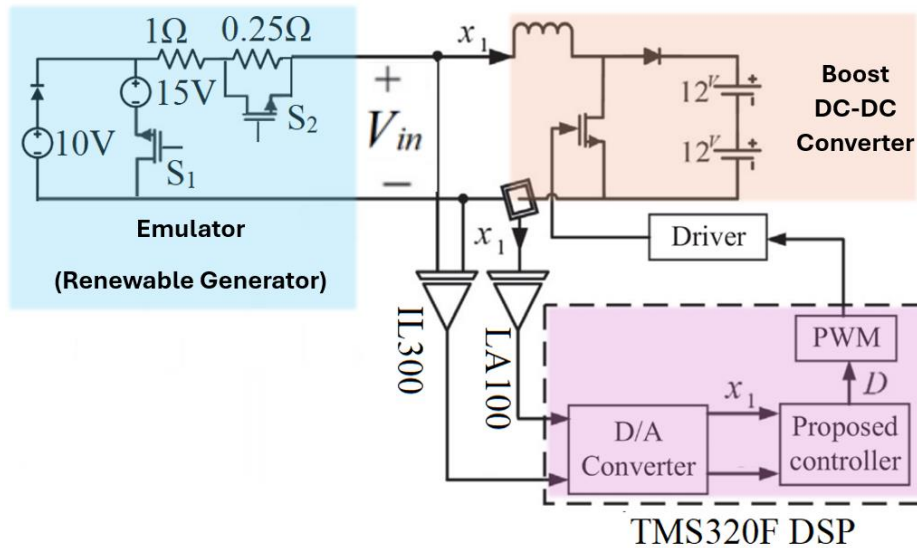 1Ω
0.25Ω
15V
10V
S1
S2
+
Vin
−
Emulator
(Renewable Generator)
x1
12V
12V
Boost
DC-DC
Converter
x1
Driver
IL300
LA100
PWM
D
x1
D/A
Converter
Proposed
controller
TMS320F DSP